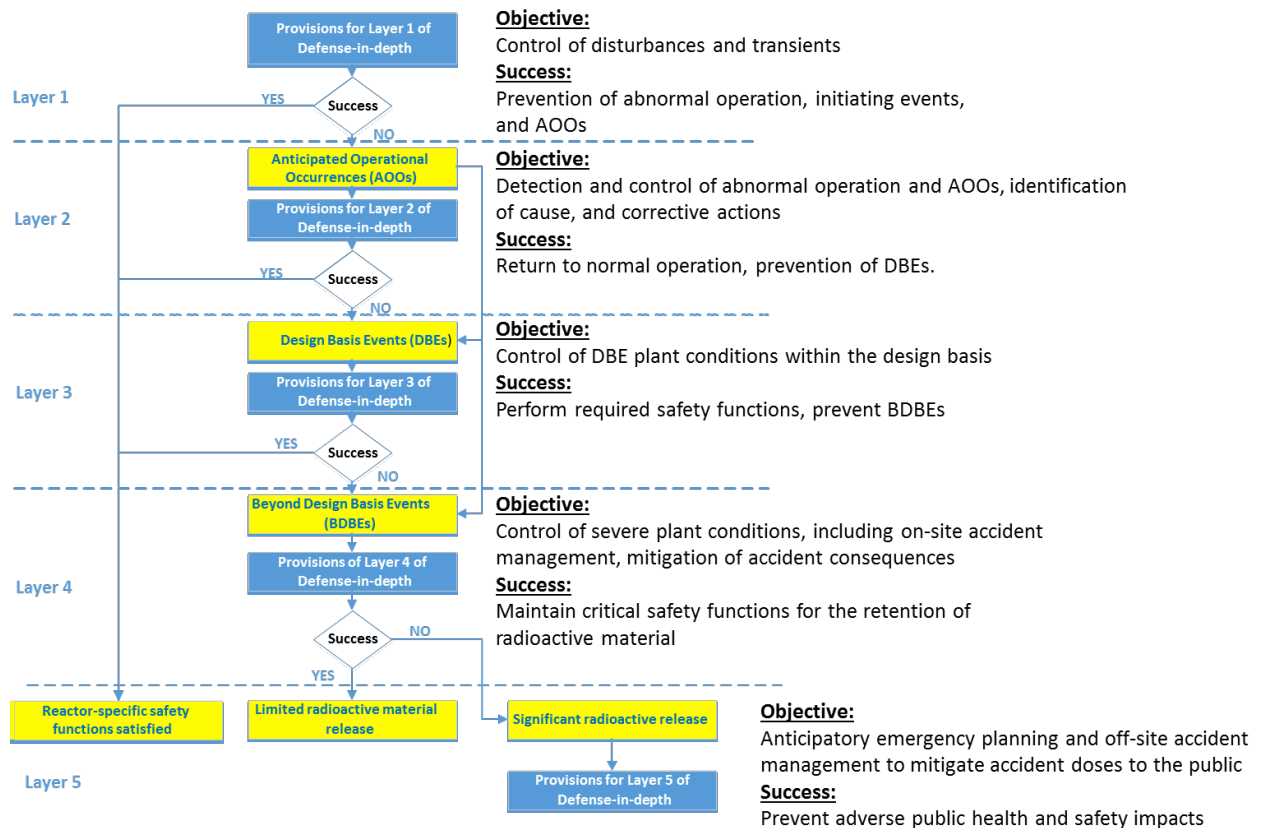 Provisions for Layer 1 of
Defense-in-depth
Objective:
Control of disturbances and transients
Success:
Prevention of abnormal operation, initiating events,
and AOOs
Layer 1
YES
Success
NO
Anticipated Operational
Occurrences (AOOs)
Objective:
Detection and control of abnormal operation and AOOs, identification
of cause, and corrective actions
Success:
Return to normal operation, prevention of DBEs.
Layer 2
Provisions for Layer 2 of
Defense-in-depth
YES
Success
NO
Design Basis Events (DBEs)
Objective:
Control of DBE plant conditions within the design basis
Success:
Perform required safety functions, prevent BDBEs
Layer 3
Provisions for Layer 3 of
Defense-in-depth
YES
Success
NO
Beyond Design Basis Events
(BDBEs)
Objective:
Control of severe plant conditions, including on-site accident
management, mitigation of accident consequences
Success:
Maintain critical safety functions for the retention of
radioactive material
Layer 4
Provisions of Layer 4 of
Defense-in-depth
Success
NO
YES
Reactor-specific safety
functions satisfied
Limited radioactive material
release
Significant radioactive release
Objective:
Anticipatory emergency planning and off-site accident
management to mitigate accident doses to the public
Success:
Prevent adverse public health and safety impacts
Layer 5
Provisions for Layer 5 of
Defense-in-depth